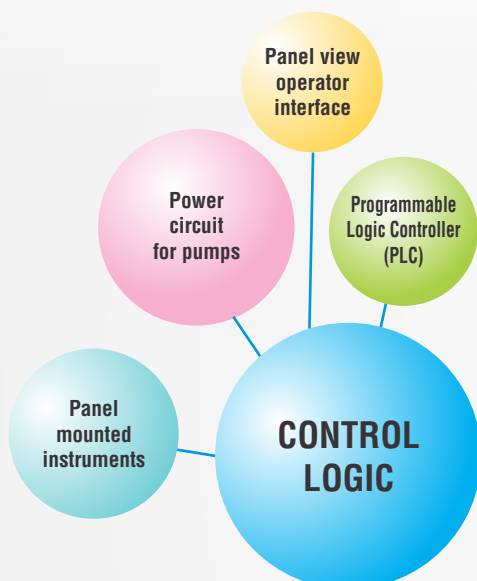 Panel view
operator
interface
Power
circuit
for pumps
Programmable
Logic Controller
(PLC)
Panel
mounted
instruments
CONTROL
LOGIC